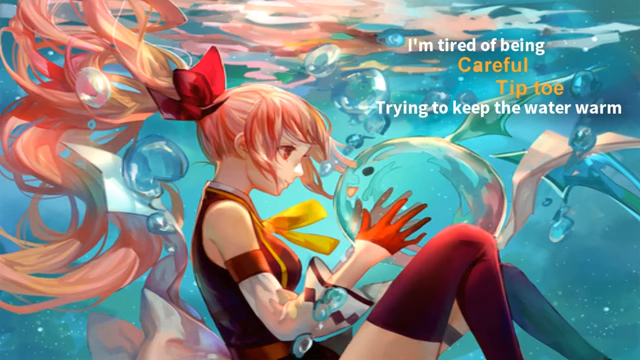 I'm tired of being
Careful
Tip toe
Trying to keep the water warm